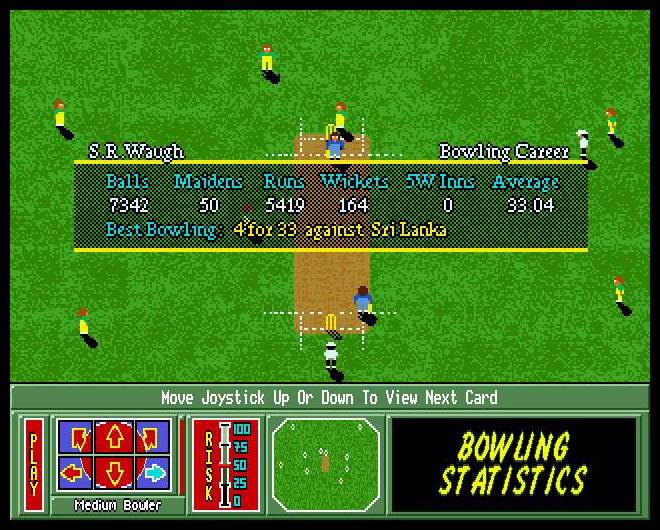 S.R.Waugh Bowling Career
Balls Maidens Runs Wickets 5W Inns Average
7342 50 5419 164 0 33.04
Best Bowling: 4 for 33 against Sri Lanka
Move Joystick Up Or Down To View Next Card
PLAY
Medium Bowler
RISK
100
75
50
25
0
BOWLING
STATISTICS